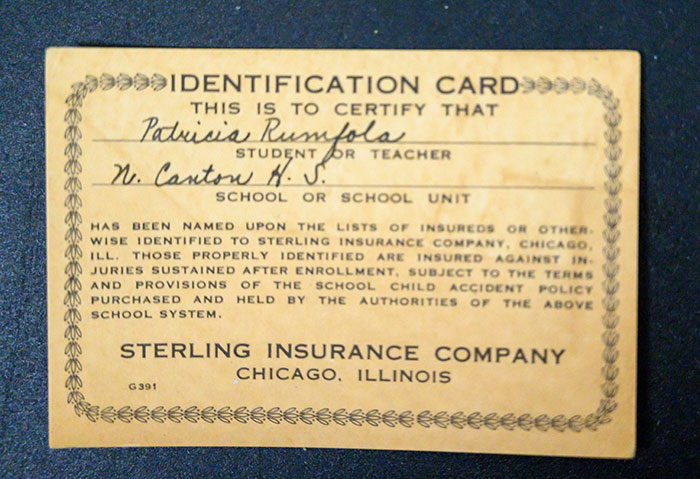 IDENTIFICATION CARD
THIS IS TO CERTIFY THAT
Patricia Rumfola
STUDENT OR TEACHER
N. Canton H. S.
SCHOOL OR SCHOOL UNIT
HAS BEEN NAMED UPON THE LISTS OF INSUREDS OR OTHER-
WISE IDENTIFIED TO STERLING INSURANCE COMPANY, CHICAGO,
ILL. THOSE PROPERLY IDENTIFIED ARE INSURED AGAINST IN-
JURIES SUSTAINED AFTER ENROLLMENT, SUBJECT TO THE TERMS
AND PROVISIONS OF THE SCHOOL CHILD ACCIDENT POLICY
PURCHASED AND HELD BY THE AUTHORITIES OF THE ABOVE
SCHOOL SYSTEM.
STERLING INSURANCE COMPANY
CHICAGO, ILLINOIS
G391